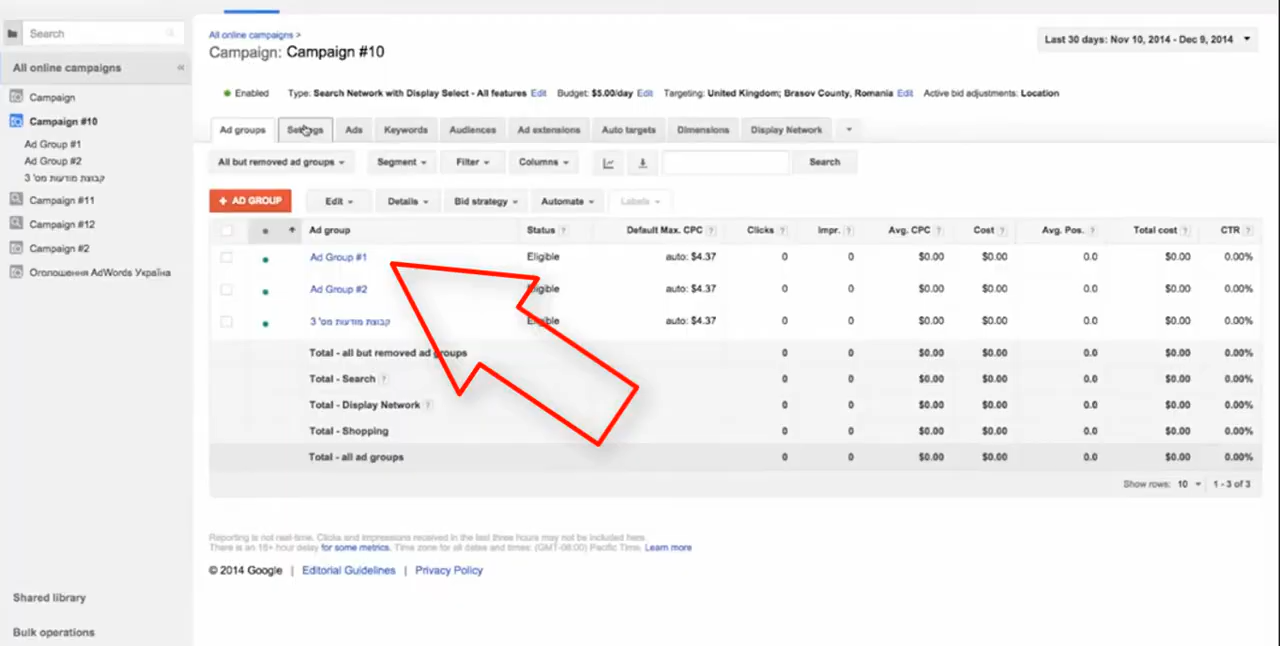 Search
All online campaigns «
Campaign
Campaign #10
Ad Group #1
Ad Group #2
קבוצת מודעות מס' 3
Campaign #11
Campaign #12
Campaign #2
Оголошення AdWords Україна
Shared library
Bulk operations
All online campaigns >
Campaign: Campaign #10
Last 30 days: Nov 10, 2014 - Dec 9, 2014
Enabled Type: Search Network with Display Select - All features Edit Budget: $5.00/day Edit Targeting: United Kingdom; Brasov County, Romania Edit Active bid adjustments: Location
Ad groups Settings Ads Keywords Audiences Ad extensions Auto targets Dimensions Display Network
All but removed ad groups Segment Filter Columns Search
+ AD GROUP Edit Details Bid strategy Automate Labels
Ad group Status ? Default Max. CPC ? Clicks ? Impr. ? Avg. CPC ? Cost ? Avg. Pos. ? Total cost ? CTR ?
Ad Group #1 Eligible auto: $4.37 0 0 $0.00 $0.00 0.0 $0.00 0.00%
Ad Group #2 Eligible auto: $4.37 0 0 $0.00 $0.00 0.0 $0.00 0.00%
קבוצת מודעות מס' 3 Eligible auto: $4.37 0 0 $0.00 $0.00 0.0 $0.00 0.00%
Total - all but removed ad groups 0 0 $0.00 $0.00 0.0 $0.00 0.00%
Total - Search ? 0 0 $0.00 $0.00 0.0 $0.00 0.00%
Total - Display Network ? 0 0 $0.00 $0.00 0.0 $0.00 0.00%
Total - Shopping 0 0 $0.00 $0.00 0.0 $0.00 0.00%
Total - all ad groups 0 0 $0.00 $0.00 0.0 $0.00 0.00%
Show rows: 10 1 - 3 of 3
Reporting is not real-time. Clicks and impressions received in the last three hours may not be included here.
There is an 18+ hour delay for some metrics. Time zone for all dates and times: (GMT-08:00) Pacific Time. Learn more
© 2014 Google | Editorial Guidelines | Privacy Policy